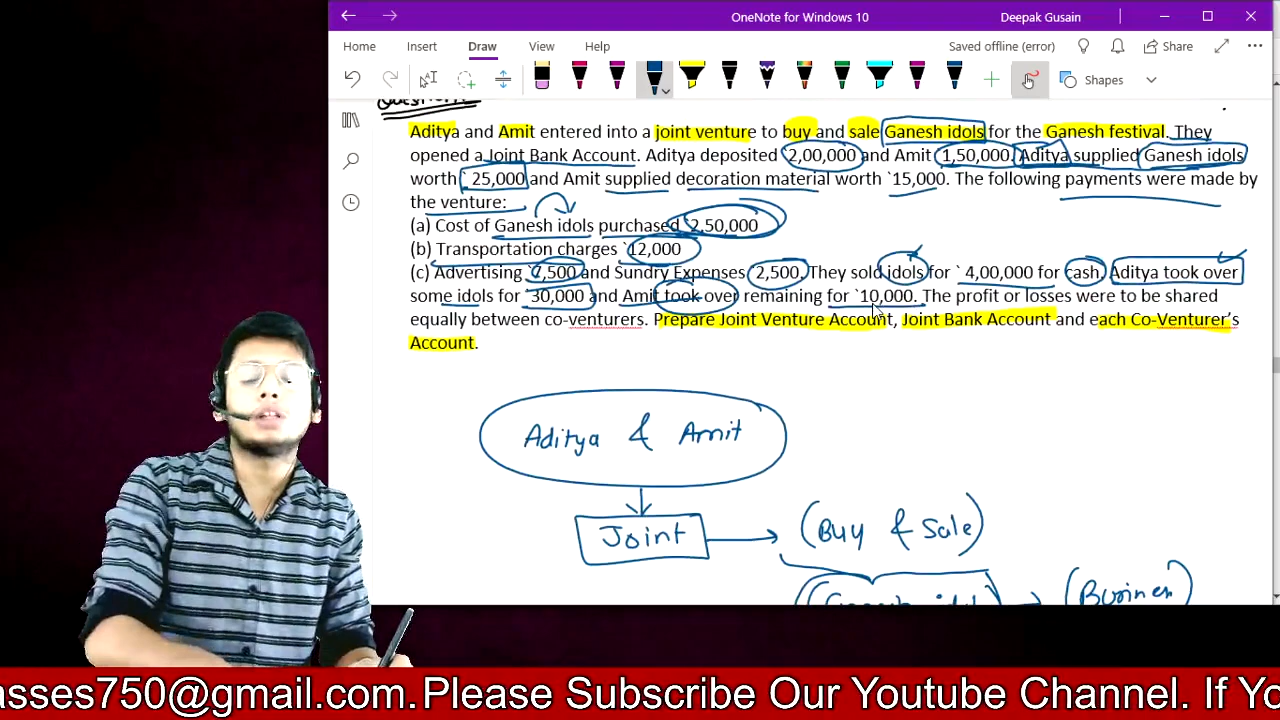 OneNote for Windows 10
Deepak Gusain
Home Insert Draw View Help
Saved offline (error)
Share
Shapes
Question
Aditya and Amit entered into a joint venture to buy and sale Ganesh idols for the Ganesh festival. They
opened a Joint Bank Account. Aditya deposited 2,00,000 and Amit 1,50,000. Aditya supplied Ganesh idols
worth `25,000 and Amit supplied decoration material worth `15,000. The following payments were made by
the venture:
(a) Cost of Ganesh idols purchased `2,50,000
(b) Transportation charges `12,000
(c) Advertising `7,500 and Sundry Expenses `2,500. They sold idols for ` 4,00,000 for cash. Aditya took over
some idols for `30,000 and Amit took over remaining for `10,000. The profit or losses were to be shared
equally between co-venturers. Prepare Joint Venture Account, Joint Bank Account and each Co-Venturer's
Account.
Aditya & Amit
Joint
(Buy & Sale)
(Ganesh idol)
(Busines)
asses750@gmail.com. Please Subscribe Our Youtube Channel. If Yo